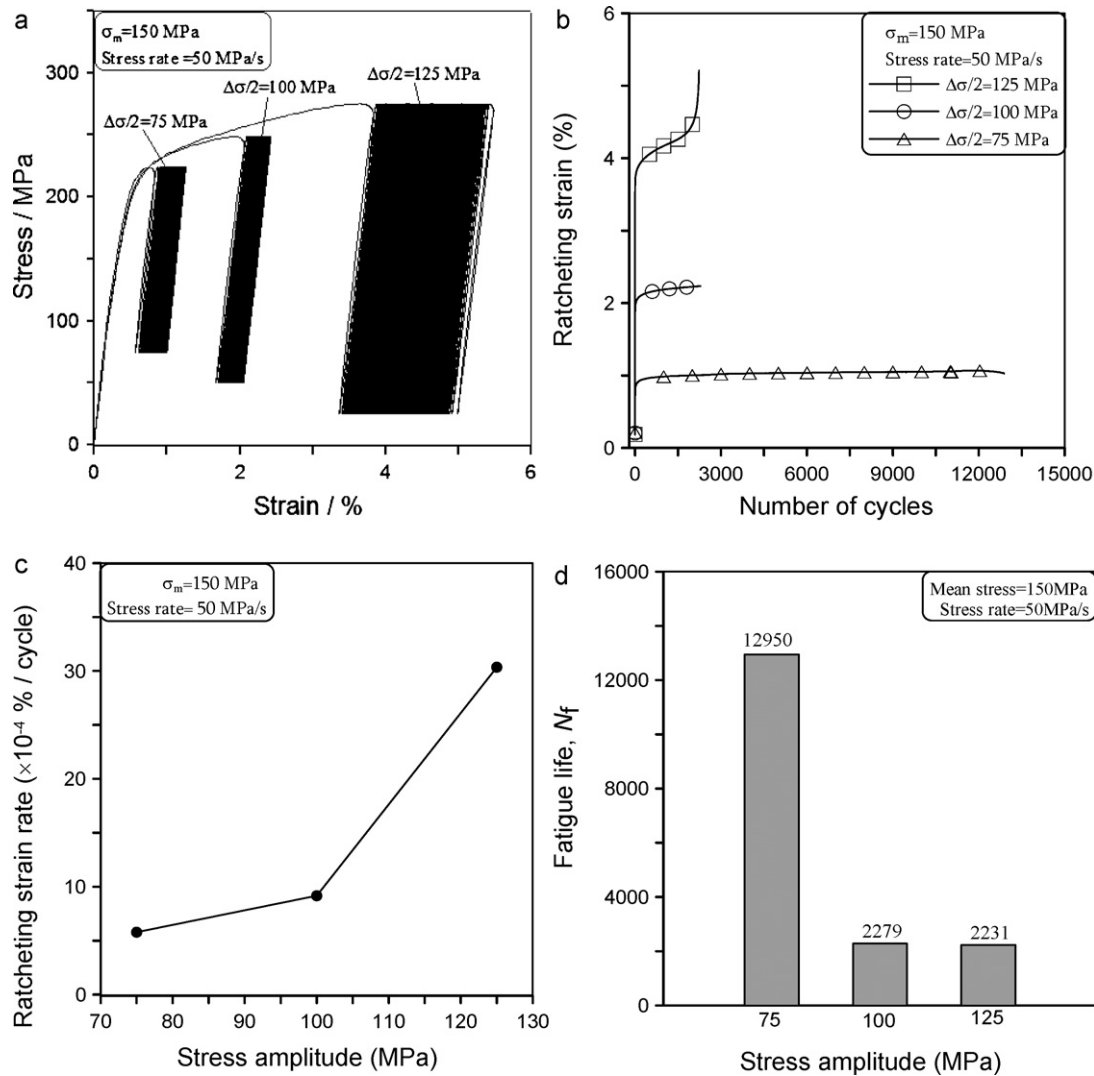 a
σm=150 MPa
Stress rate =50 MPa/s
Δσ/2=125 MPa
Δσ/2=100 MPa
Δσ/2=75 MPa
300
200
100
0
Stress / MPa
0 2 4 6
Strain / %
b
σm=150 MPa
Stress rate=50 MPa/s
Δσ/2=125 MPa
Δσ/2=100 MPa
Δσ/2=75 MPa
6
4
2
0
Ratcheting strain (%)
0 3000 6000 9000 12000 15000
Number of cycles
c
σm=150 MPa
Stress rate= 50 MPa/s
40
30
20
10
0
Ratcheting strain rate (×10⁻⁴ % / cycle)
70 80 90 100 110 120 130
Stress amplitude (MPa)
d
Mean stress=150MPa
Stress rate=50MPa/s
16000
12000
8000
4000
0
Fatigue life, Nf
12950
2279
2231
75 100 125
Stress amplitude (MPa)